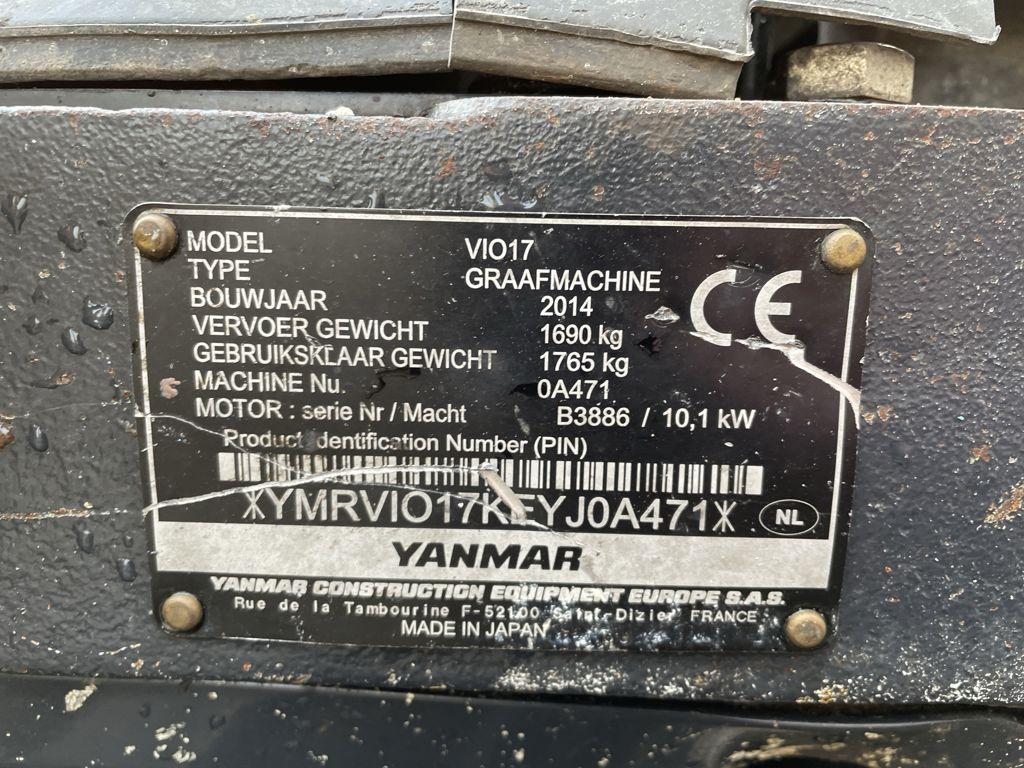 MODEL VIO17
TYPE GRAAFMACHINE
BOUWJAAR 2014
VERVOER GEWICHT 1690 kg
GEBRUIKSKLAAR GEWICHT 1765 kg
MACHINE Nu. 0A471
MOTOR : serie Nr / Macht B3886 / 10,1 kW
Product Identification Number (PIN)
*YMRVIO17KEYJ0A471*
NL
CE
YANMAR
YANMAR CONSTRUCTION EQUIPMENT EUROPE S.A.S.
Rue de la Tambourine F-52100 Saint-Dizier FRANCE
MADE IN JAPAN